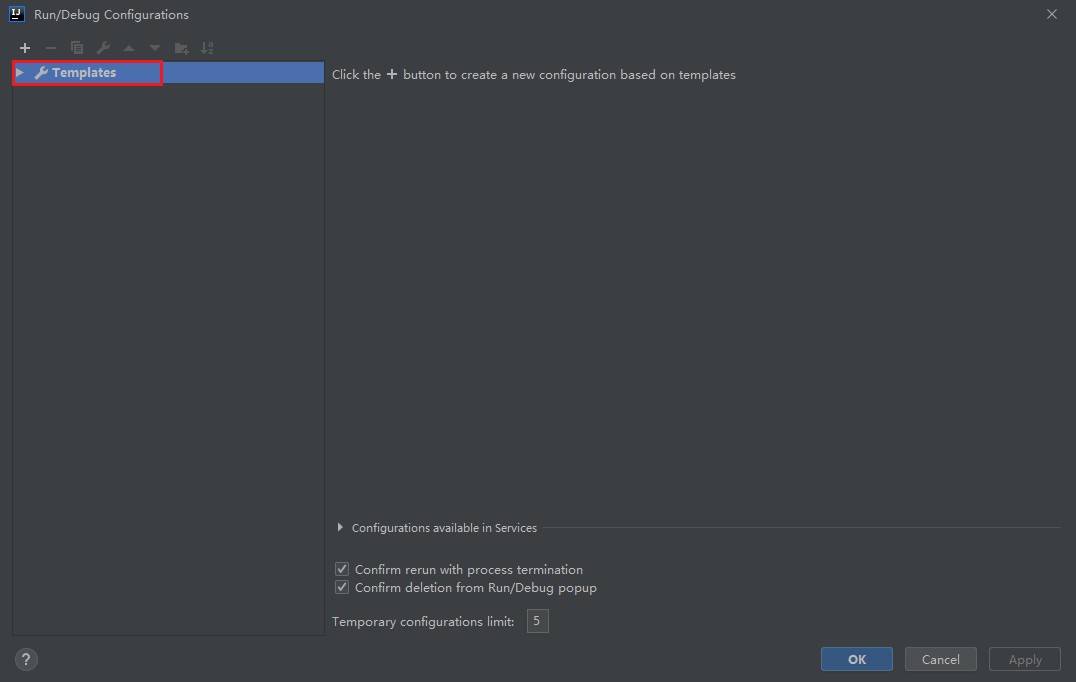 Run/Debug Configurations
Templates
Click the + button to create a new configuration based on templates
Configurations available in Services
Confirm rerun with process termination
Confirm deletion from Run/Debug popup
Temporary configurations limit: 5
? OK Cancel Apply